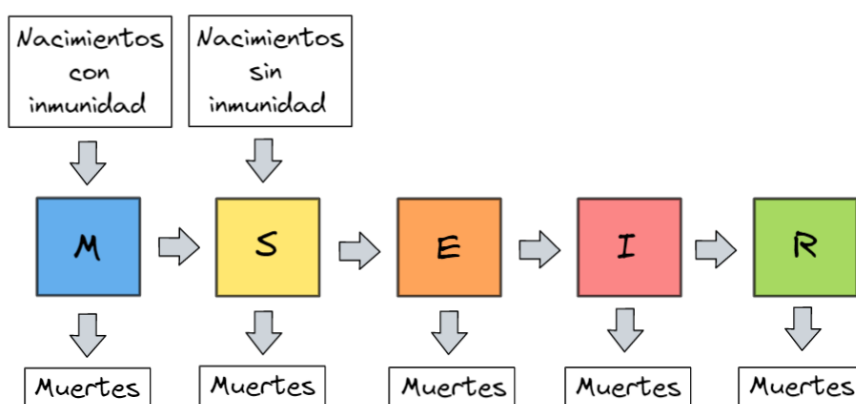 Nacimientos
con
inmunidad
Nacimientos
sin
inmunidad
M
S
E
I
R
Muertes
Muertes
Muertes
Muertes
Muertes